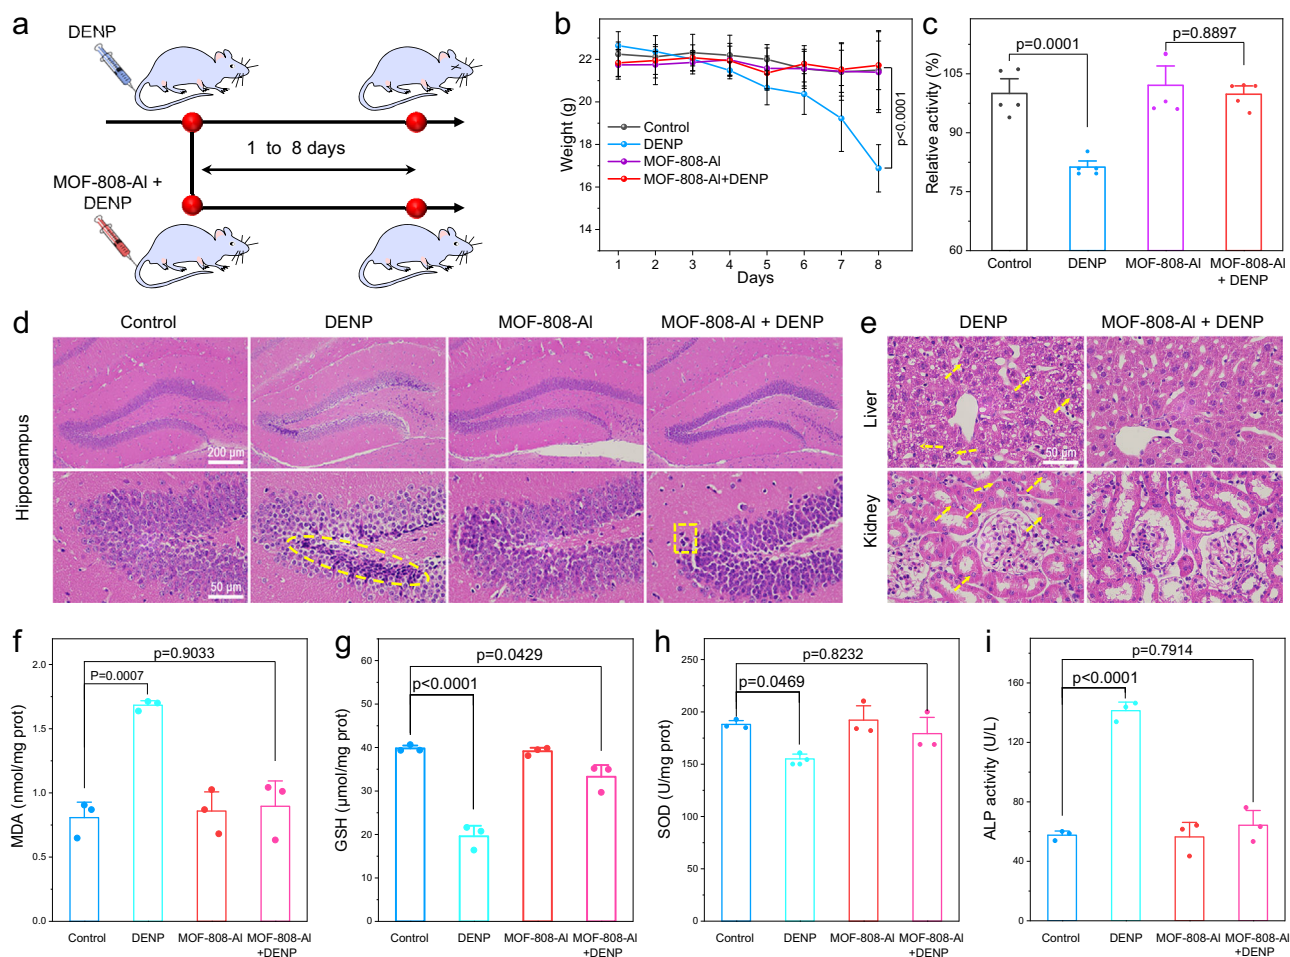 a
DENP
1 to 8 days
MOF-808-Al +
DENP
b
Weight (g)
22
20
18
16
14
Control
DENP
MOF-808-Al
MOF-808-Al+DENP
p<0.0001
1 2 3 4 5 6 7 8
Days
c
Relative activity (%)
105
90
75
60
p=0.0001
p=0.8897
Control
DENP
MOF-808-Al
MOF-808-Al
+ DENP
d
Control
DENP
MOF-808-Al
MOF-808-Al + DENP
Hippocampus
200 μm
50 μm
e
DENP
MOF-808-Al + DENP
Liver
50 μm
Kidney
f
MDA (nmol/mg prot)
2.0
1.5
1.0
0.5
0.0
p=0.9033
P=0.0007
Control
DENP
MOF-808-Al
MOF-808-Al
+DENP
g
GSH (μmol/mg prot)
60
50
40
30
20
10
0
p=0.0429
p<0.0001
Control
DENP
MOF-808-Al
MOF-808-Al
+DENP
h
SOD (U/mg prot)
250
200
150
100
50
0
p=0.8232
p=0.0469
Control
DENP
MOF-808-Al
MOF-808-Al
+DENP
i
ALP activity (U/L)
180
120
60
0
p=0.7914
p<0.0001
Control
DENP
MOF-808-Al
MOF-808-Al
+DENP